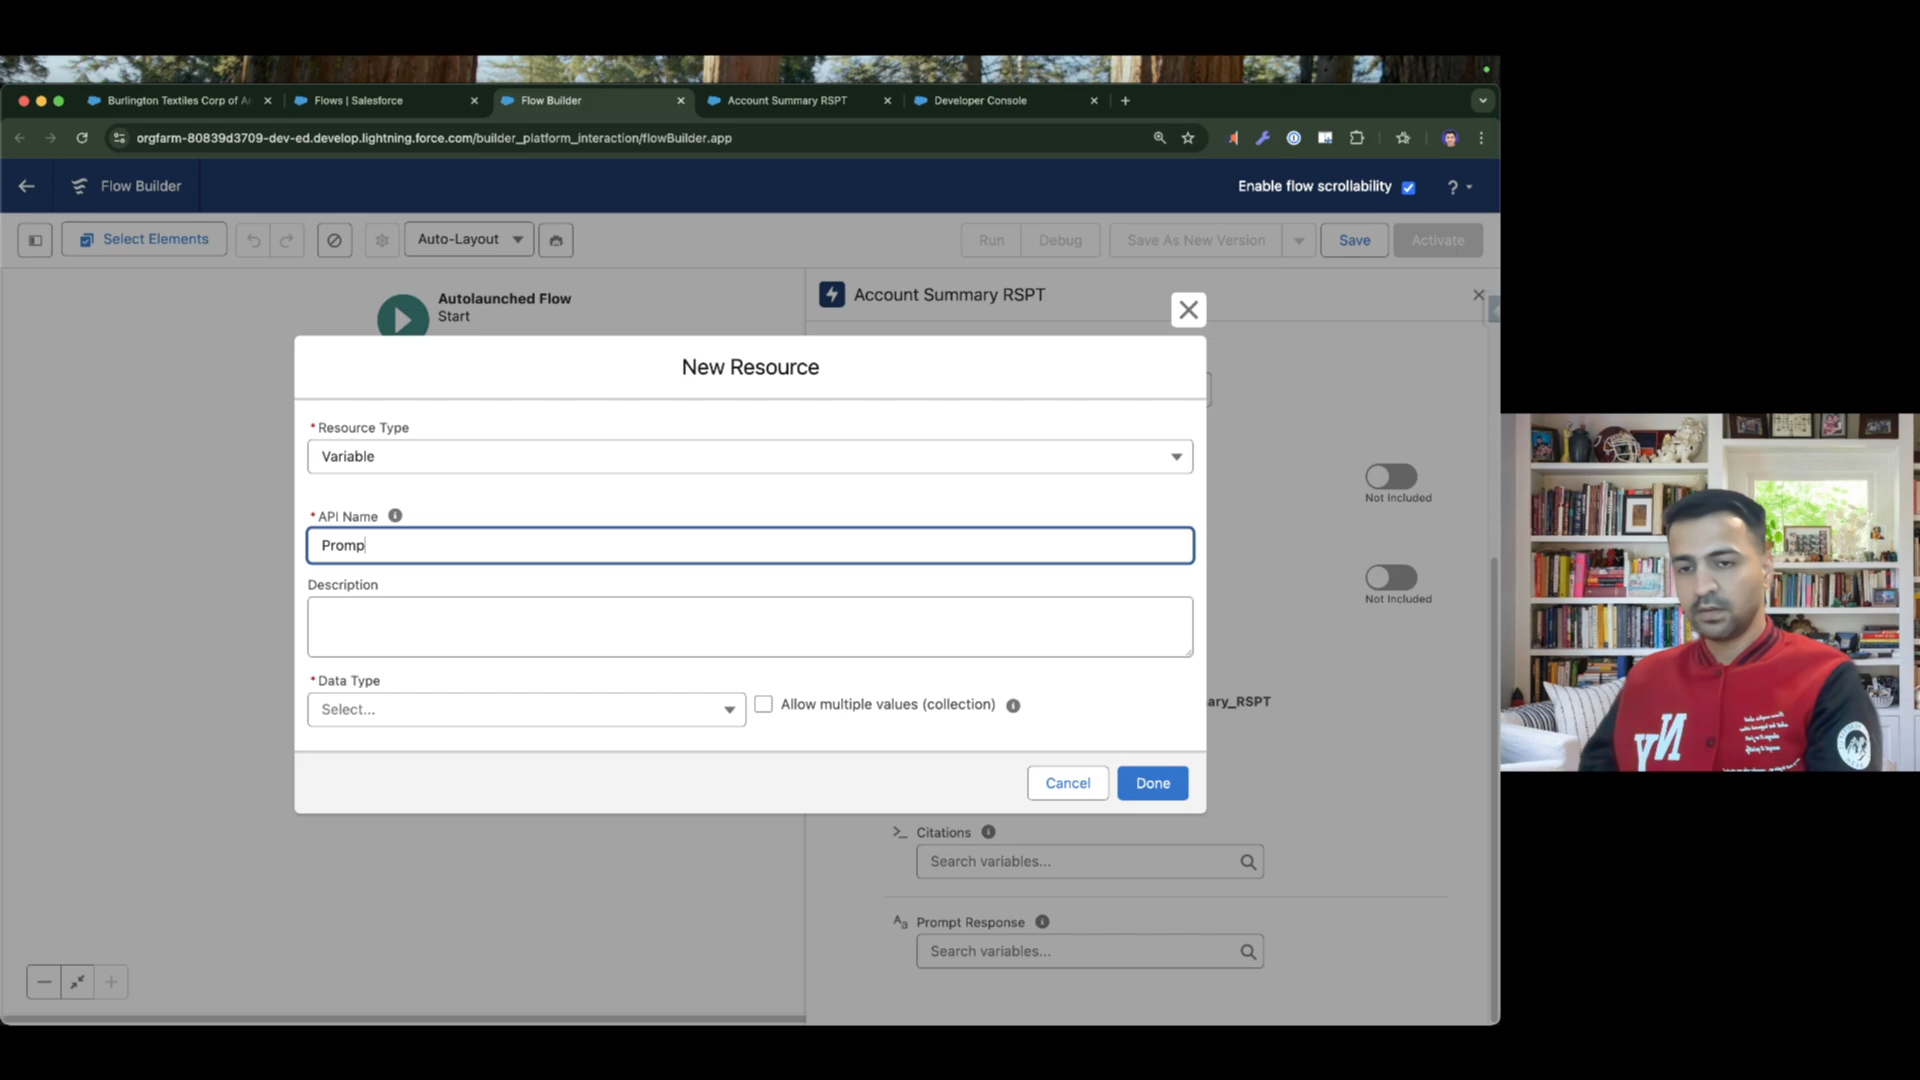 Burlington Textiles Corp of A
Flows | Salesforce
Flow Builder
Account Summary RSPT
Developer Console
orgfarm-80839d3709-dev-ed.develop.lightning.force.com/builder_platform_interaction/flowBuilder.app
Flow Builder
Enable flow scrollability
?
Select Elements
Auto-Layout
Run
Debug
Save As New Version
Save
Activate
Autolaunched Flow
Start
Account Summary RSPT
New Resource
* Resource Type
Variable
* API Name
Promp
Description
* Data Type
Select...
Allow multiple values (collection)
Cancel
Done
Not Included
Not Included
ary_RSPT
Citations
Search variables...
Aa Prompt Response
Search variables...
NY